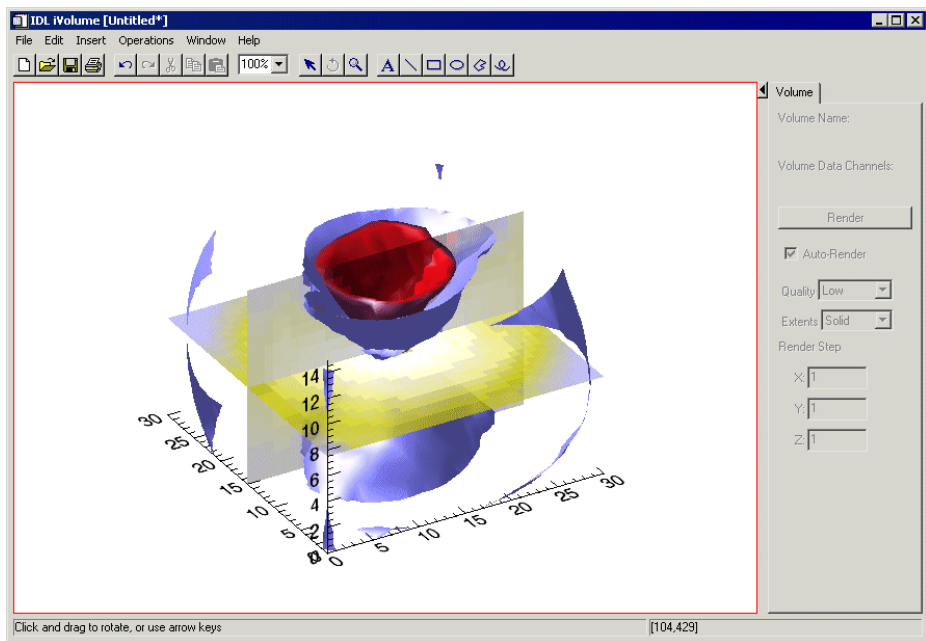 IDL iVolume [Untitled*]
File Edit Insert Operations Window Help
100%
A
Volume
Volume Name:
Volume Data Channels:
Render
Auto-Render
Quality Low
Extents Solid
Render Step
X: 1
Y: 1
Z: 1
14
12
10
8
6
4
2
30
25
20
15
10
5
0
5
10
15
20
25
30
Click and drag to rotate, or use arrow keys [104,429]